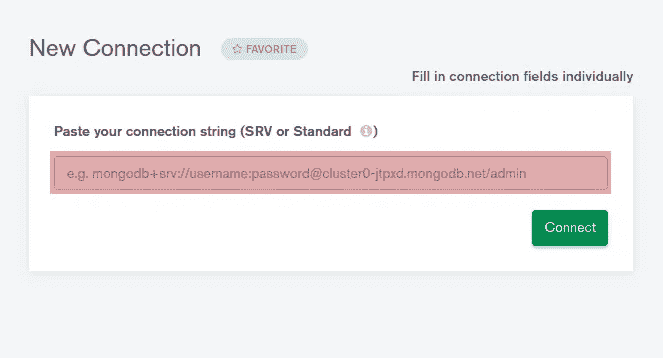 New Connection
FAVORITE
Fill in connection fields individually
Paste your connection string (SRV or Standard )
e.g. mongodb+srv://username:password@cluster0-jtpxd.mongodb.net/admin
Connect